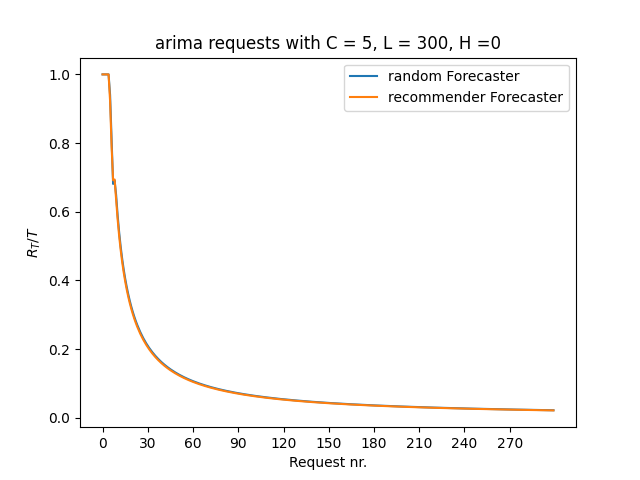 arima requests with C = 5, L = 300, H =0
random Forecaster
recommender Forecaster
1.0
0.8
0.6
0.4
0.2
0.0
R_T/T
0 30 60 90 120 150 180 210 240 270
Request nr.